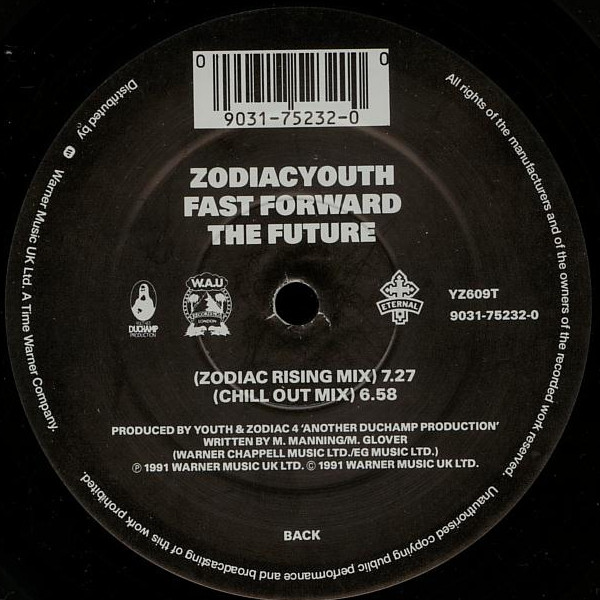 0 0
9031-75232-0
ZODIACYOUTH
FAST FORWARD
THE FUTURE
W.A.U
LONDON
DUCHAMP
PRODUCTION
ETERNAL
YZ609T
9031-75232-0
(ZODIAC RISING MIX) 7.27
(CHILL OUT MIX) 6.58
PRODUCED BY YOUTH & ZODIAC 4 'ANOTHER DUCHAMP PRODUCTION'
WRITTEN BY M. MANNING/M. GLOVER
(WARNER CHAPPELL MUSIC LTD./EG MUSIC LTD.)
℗ 1991 WARNER MUSIC UK LTD. © 1991 WARNER MUSIC UK LTD.
BACK
All rights of the manufacturers and of the owners of the recorded work reserved. Unauthorised copying public performance and broadcasting of this work prohibited.
Distributed by Warner Music UK Ltd. A Time Warner Company.